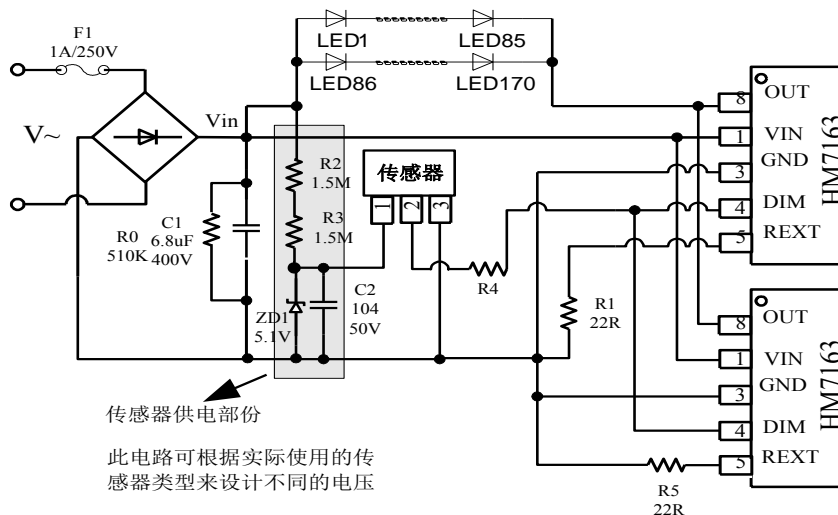 F1
1A/250V
V~
Vin
LED1
LED85
LED86
LED170
R2
1.5M
R3
1.5M
传感器
1
2
3
R0
510K
C1
6.8uF
400V
ZD1
5.1V
C2
104
50V
R4
R1
22R
8 OUT
1 VIN
3 GND
4 DIM
5 REXT
HM7163
8 OUT
1 VIN
3 GND
4 DIM
5 REXT
HM7163
R5
22R
传感器供电部份
此电路可根据实际使用的传
感器类型来设计不同的电压